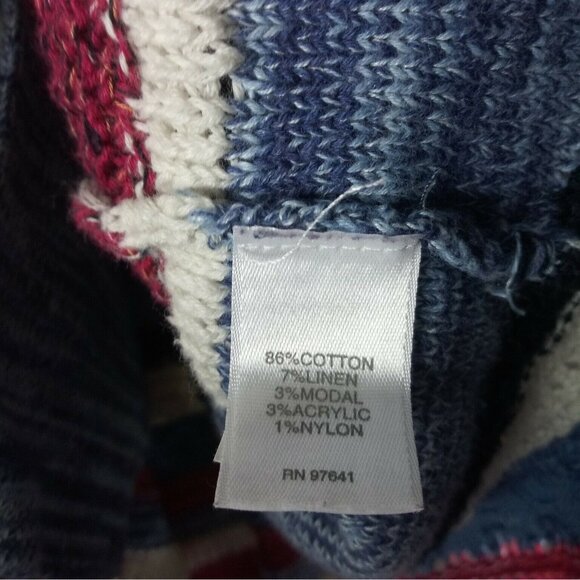 86%COTTON
7%LINEN
3%MODAL
3%ACRYLIC
1%NYLON
RN 97641